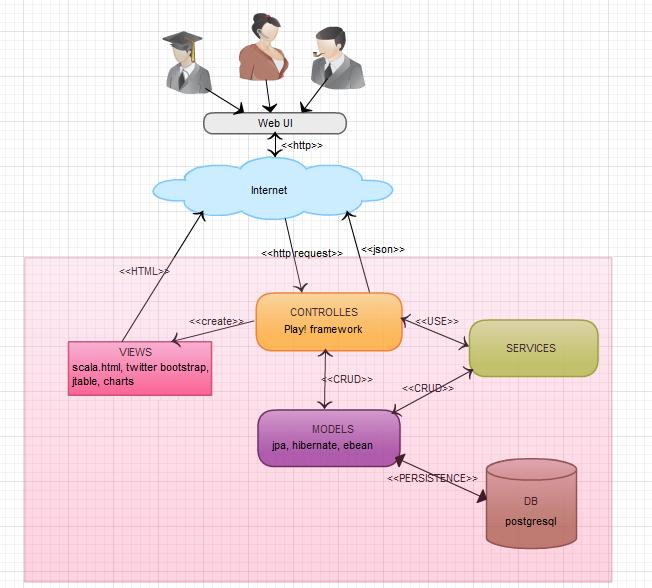 Web UI
<<http>>
Internet
<<http request>>
<<json>>
<<HTML>>
CONTROLLES
Play! framework
<<create>>
<<USE>>
VIEWS
scala.html, twitter bootstrap,
jtable, charts
SERVICES
<<CRUD>>
<<CRUD>>
MODELS
jpa, hibernate, ebean
<<PERSISTENCE>>
DB
postgresql